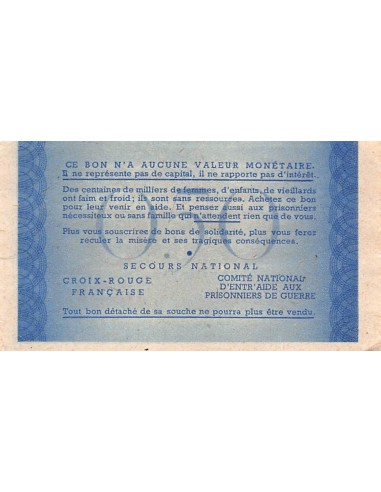 CE BON N'A AUCUNE VALEUR MONÉTAIRE.
Il ne représente pas de capital, il ne rapporte pas d'intérêt.
Des centaines de milliers de femmes, d'enfants, de vieillards
ont faim et froid ; ils sont sans ressources. Achetez ce bon
pour leur venir en aide. Et pensez aussi aux prisonniers
nécessiteux ou sans famille qui n'attendent rien que de vous.
Plus vous souscrirez de bons de solidarité, plus vous ferez
reculer la misère et ses tragiques conséquences.
0.50
SECOURS NATIONAL
CROIX-ROUGE
FRANÇAISE
COMITÉ NATIONAL
D'ENTR'AIDE AUX
PRISONNIERS DE GUERRE
Tout bon détaché de sa souche ne pourra plus être vendu.